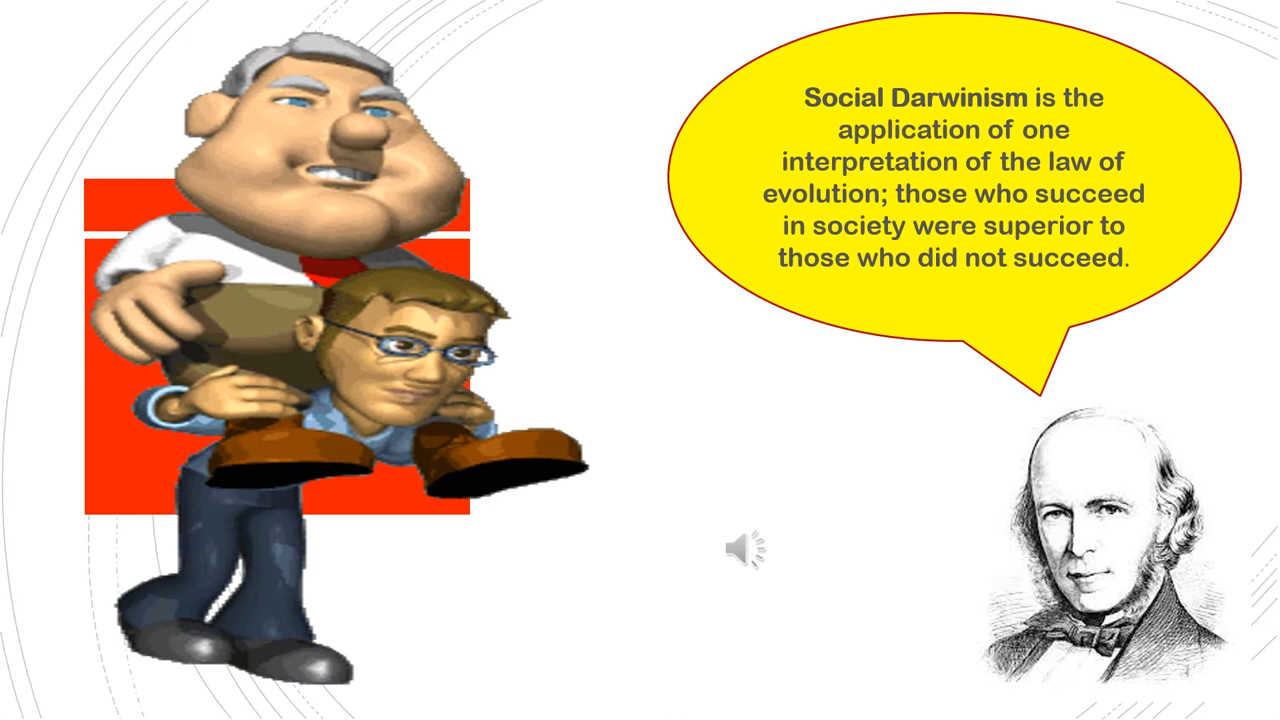 Social Darwinism is the
application of one
interpretation of the law of
evolution; those who succeed
in society were superior to
those who did not succeed.